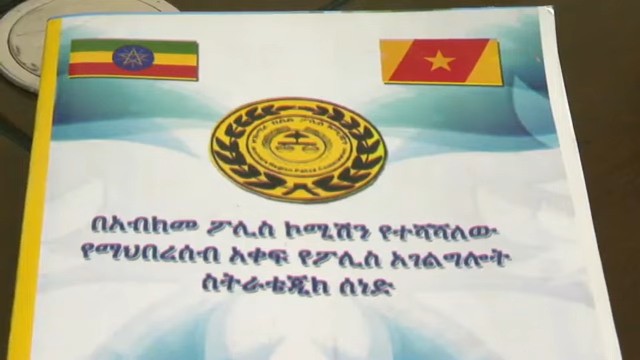 በአብክመ ፖሊስ ኮሚሽን የተሻሻለው
የማህበረሰብ አቀፍ የፖሊስ አገልግሎት
ስትራቴጂክ ሰነድ